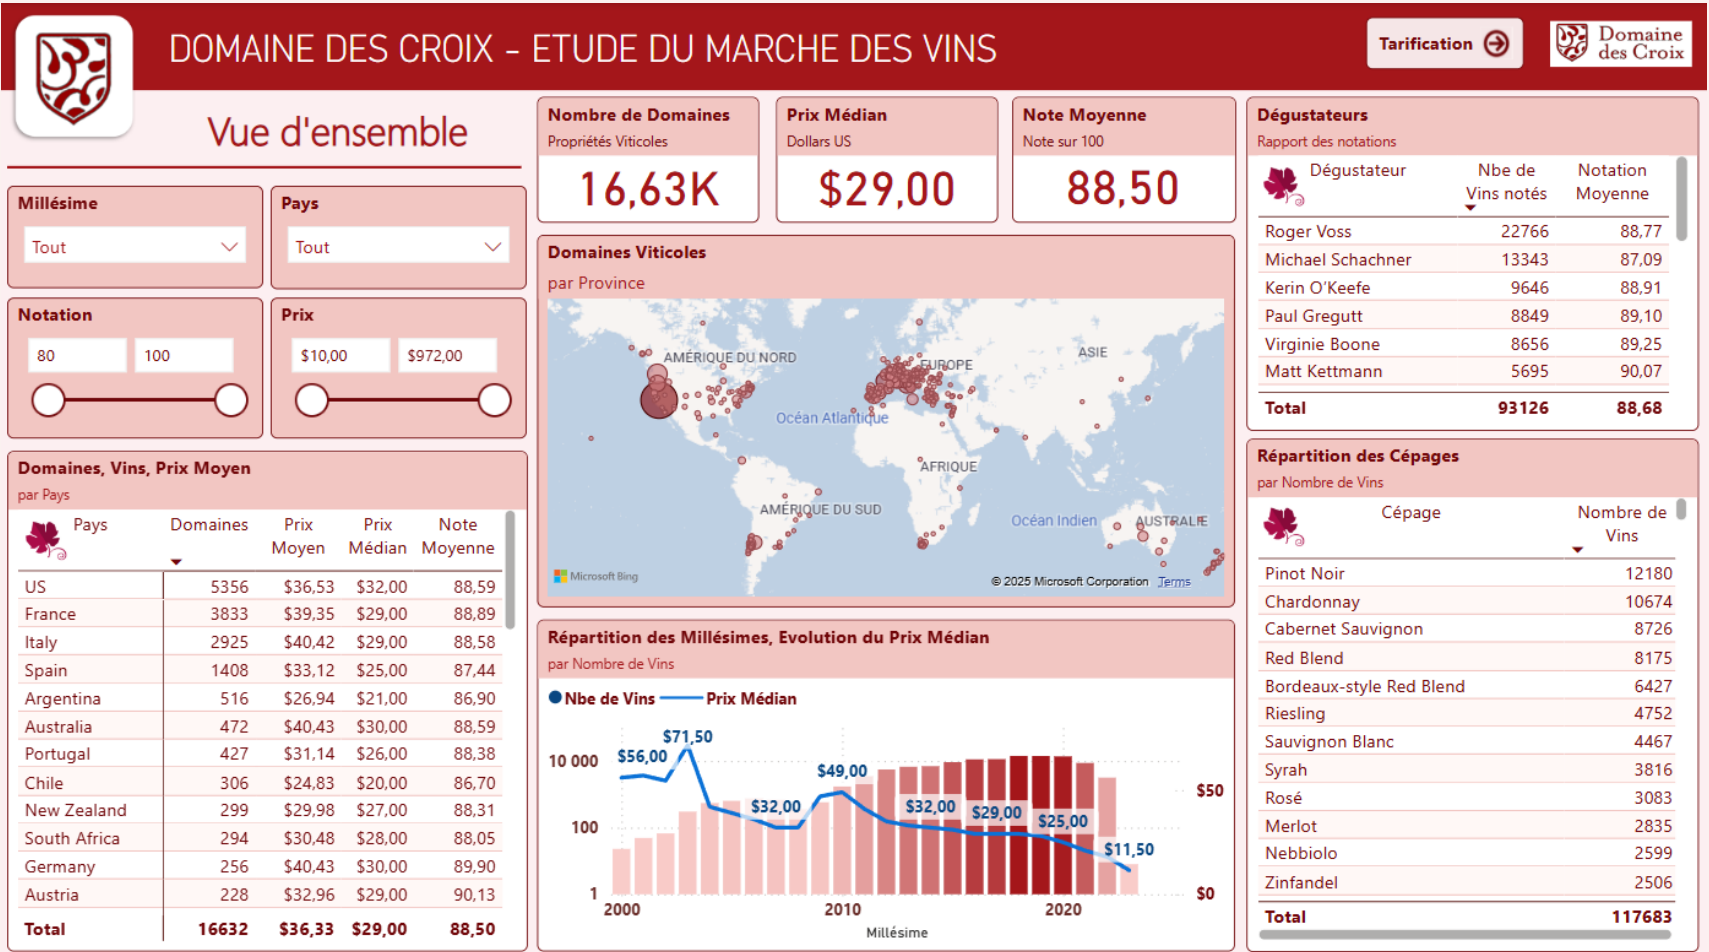 DOMAINE DES CROIX - ETUDE DU MARCHE DES VINS
Tarification
Domaine
des Croix
Vue d'ensemble
Millésime
Tout
Pays
Tout
Notation
80 100
Prix
$10,00 $972,00
Domaines, Vins, Prix Moyen
par Pays
Pays Domaines Prix Moyen Prix Médian Note Moyenne
US 5356 $36,53 $32,00 88,59
France 3833 $39,35 $29,00 88,89
Italy 2925 $40,42 $29,00 88,58
Spain 1408 $33,12 $25,00 87,44
Argentina 516 $26,94 $21,00 86,90
Australia 472 $40,43 $30,00 88,59
Portugal 427 $31,14 $26,00 88,38
Chile 306 $24,83 $20,00 86,70
New Zealand 299 $29,98 $27,00 88,31
South Africa 294 $30,48 $28,00 88,05
Germany 256 $40,43 $30,00 89,90
Austria 228 $32,96 $29,00 90,13
Total 16632 $36,33 $29,00 88,50
Nombre de Domaines
Propriétés Viticoles
16,63K
Prix Médian
Dollars US
$29,00
Note Moyenne
Note sur 100
88,50
Domaines Viticoles
par Province
AMÉRIQUE DU NORD
EUROPE
ASIE
Océan Atlantique
AFRIQUE
AMÉRIQUE DU SUD
Océan Indien
AUSTRALIE
Microsoft Bing
© 2025 Microsoft Corporation Terms
Répartition des Millésimes, Evolution du Prix Médian
par Nombre de Vins
Nbe de Vins Prix Médian
10 000
100
1
$56,00
$71,50
$32,00
$49,00
$32,00
$29,00
$25,00
$11,50
$50
$0
2000 2010 2020
Millésime
Dégustateurs
Rapport des notations
Dégustateur Nbe de Vins notés Notation Moyenne
Roger Voss 22766 88,77
Michael Schachner 13343 87,09
Kerin O’Keefe 9646 88,91
Paul Gregutt 8849 89,10
Virginie Boone 8656 89,25
Matt Kettmann 5695 90,07
Total 93126 88,68
Répartition des Cépages
par Nombre de Vins
Cépage Nombre de Vins
Pinot Noir 12180
Chardonnay 10674
Cabernet Sauvignon 8726
Red Blend 8175
Bordeaux-style Red Blend 6427
Riesling 4752
Sauvignon Blanc 4467
Syrah 3816
Rosé 3083
Merlot 2835
Nebbiolo 2599
Zinfandel 2506
Total 117683